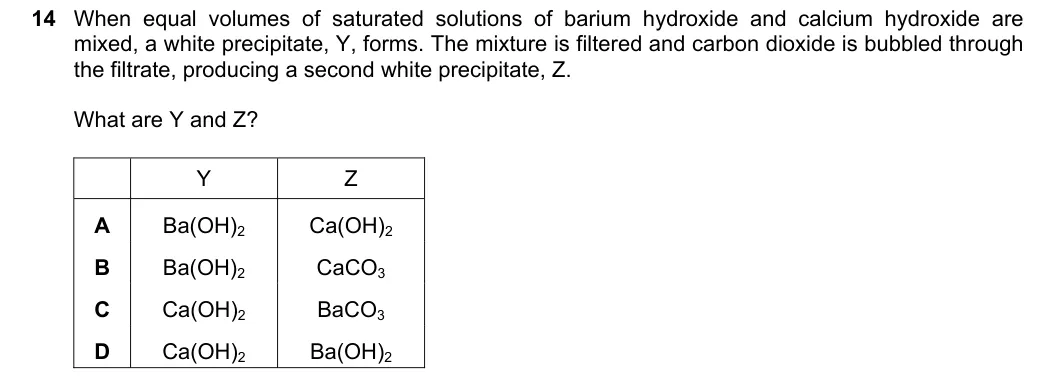 14 When equal volumes of saturated solutions of barium hydroxide and calcium hydroxide are
mixed, a white precipitate, Y, forms. The mixture is filtered and carbon dioxide is bubbled through
the filtrate, producing a second white precipitate, Z.
What are Y and Z?
Y Z
A Ba(OH)₂ Ca(OH)₂
B Ba(OH)₂ CaCO₃
C Ca(OH)₂ BaCO₃
D Ca(OH)₂ Ba(OH)₂